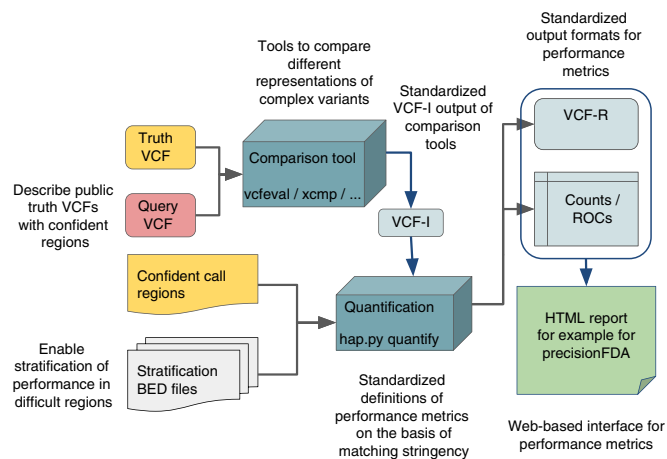 Standardized
output formats for
performance
metrics
Tools to compare
different
representations of
complex variants
Standardized
VCF-I output of
comparison
tools
VCF-R
Truth
VCF
Comparison tool
vcfeval / xcmp / ...
Describe public
truth VCFs
with confident
regions
Query
VCF
Counts /
ROCs
VCF-I
Confident call
regions
Quantification
hap.py quantify
HTML report
for example for
precisionFDA
Enable
stratification of
performance in
difficult regions
Stratification
BED files
Standardized
definitions of
performance metrics
on the basis of
matching stringency
Web-based interface for
performance metrics